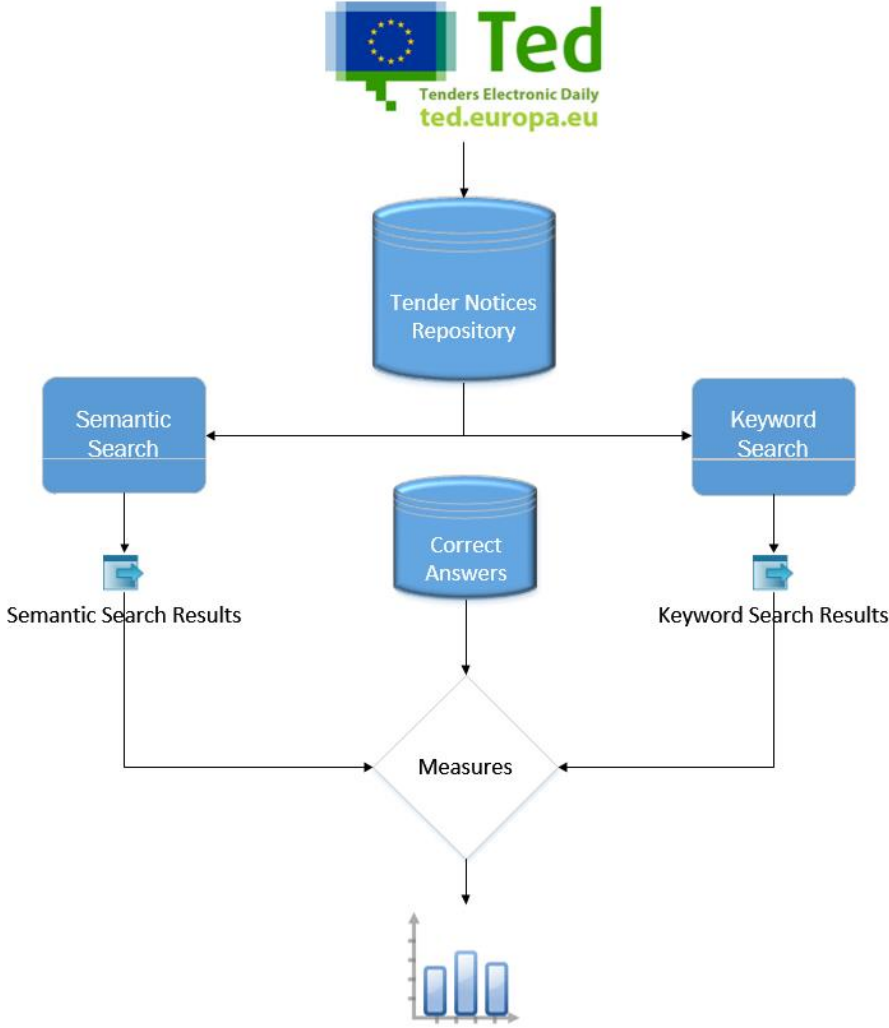 Ted
Tenders Electronic Daily
ted.europa.eu
Tender Notices
Repository
Semantic
Search
Keyword
Search
Correct
Answers
Semantic Search Results
Keyword Search Results
Measures